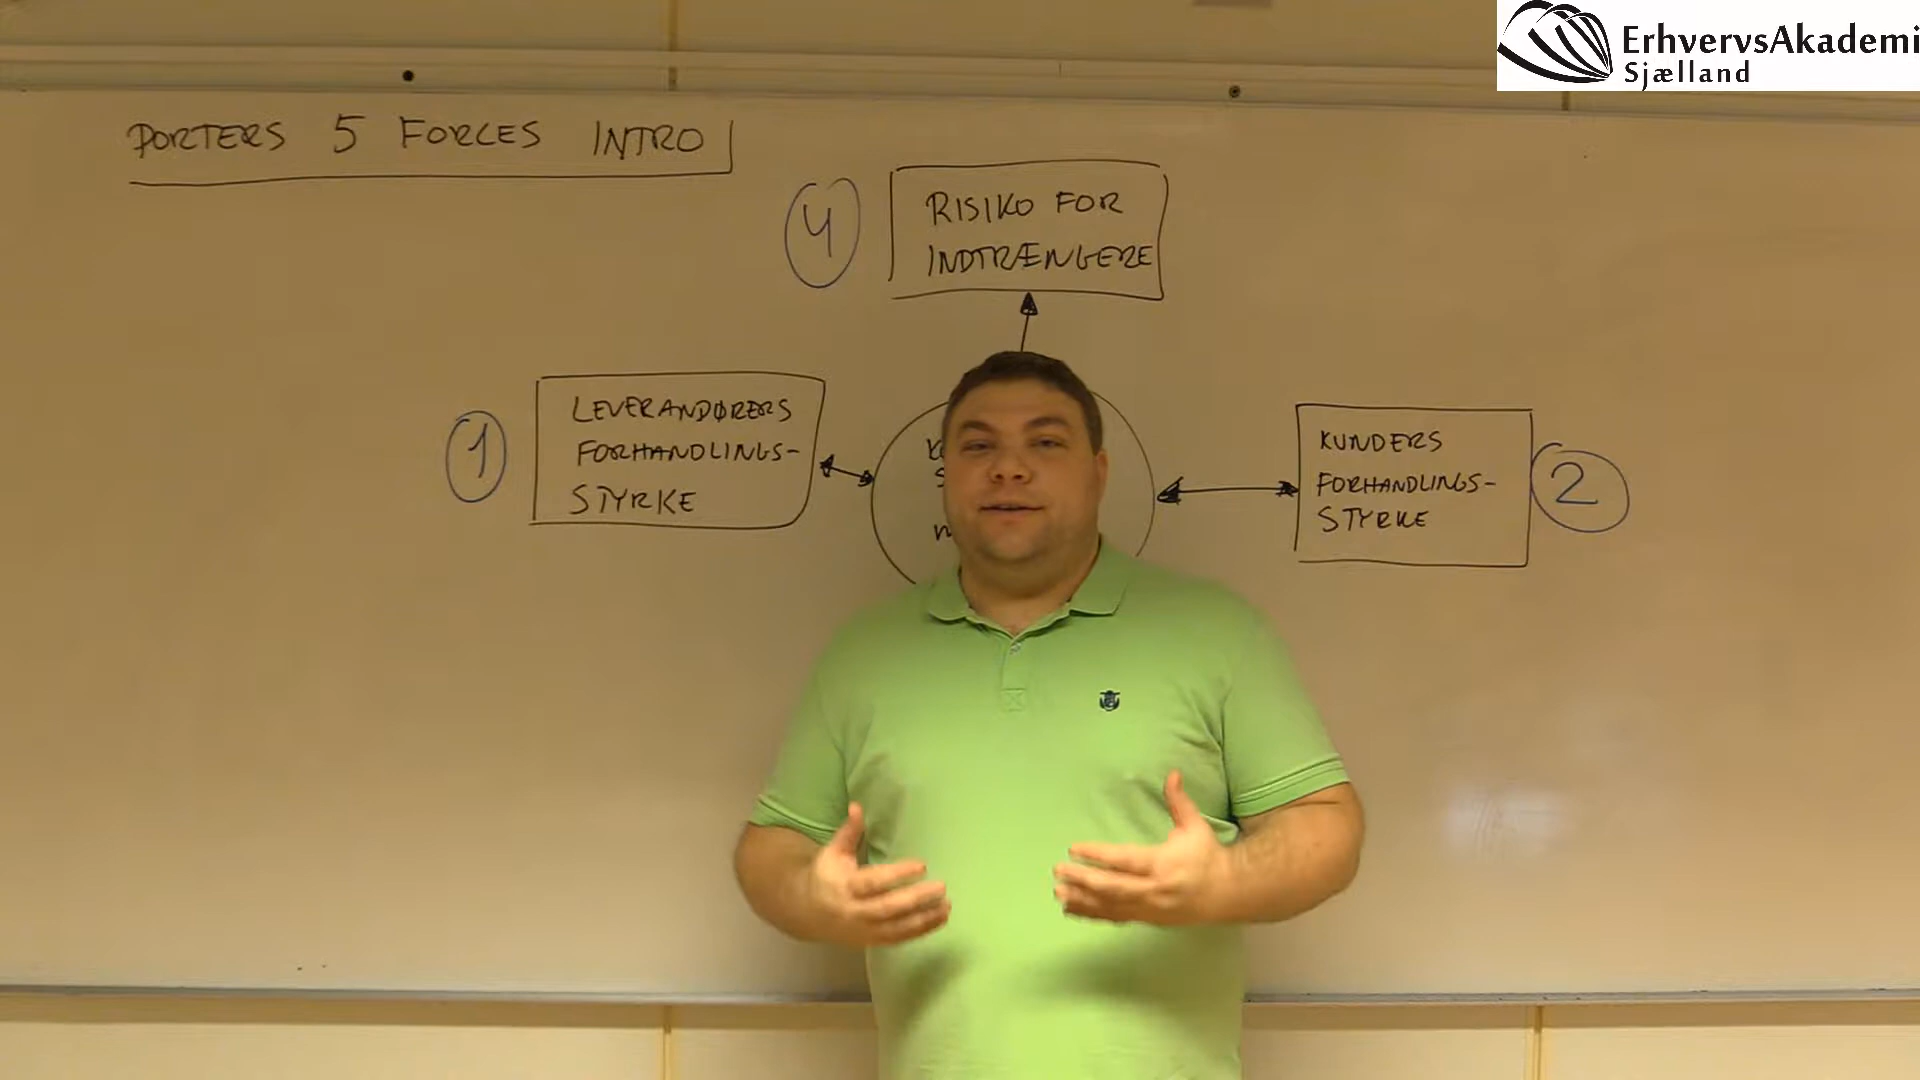 ErhvervsAkademi
Sjælland
PORTERS 5 FORCES INTRO
4
RISIKO FOR
INDTRÆNGERE
1
LEVERANDØRERS
FORHANDLINGS-
STYRKE
KUNDERS
FORHANDLINGS-
STYRKE
2